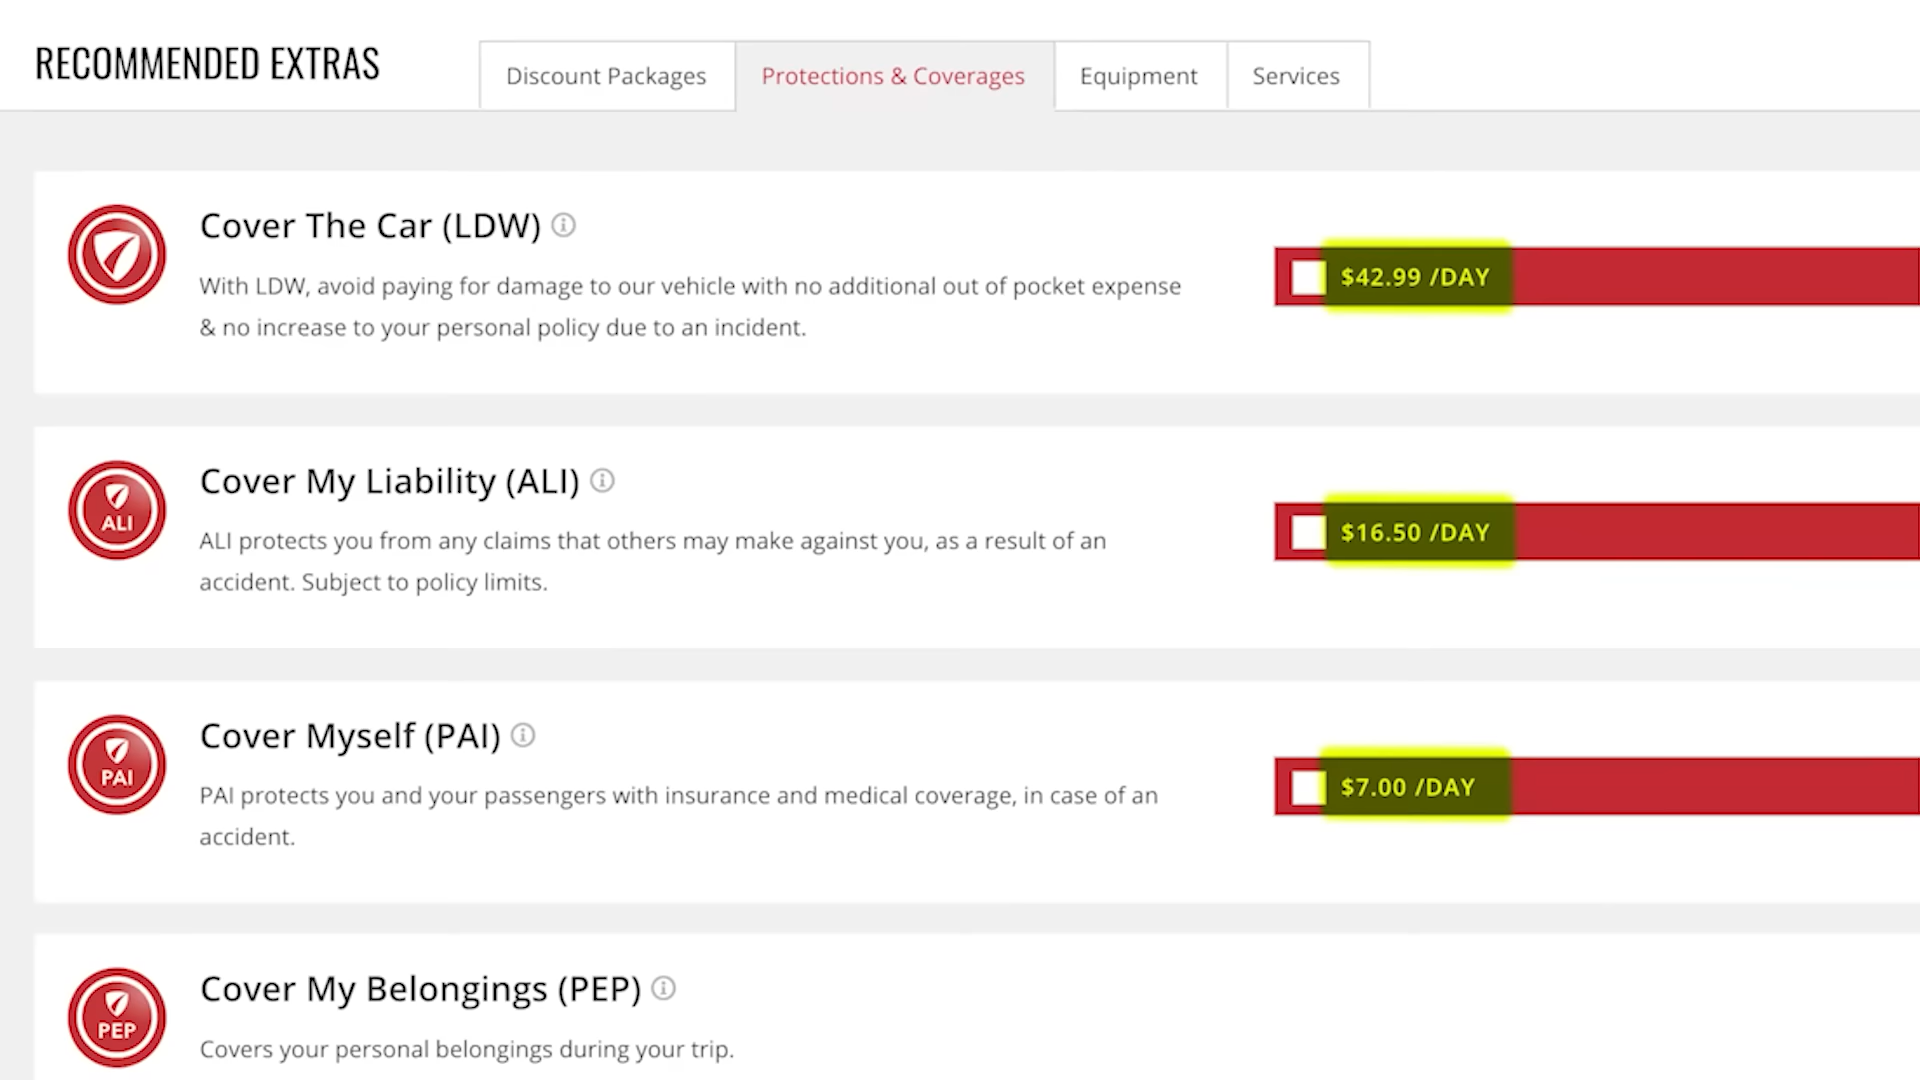 RECOMMENDED EXTRAS
Discount Packages
Protections & Coverages
Equipment
Services
Cover The Car (LDW)
With LDW, avoid paying for damage to our vehicle with no additional out of pocket expense
& no increase to your personal policy due to an incident.
$42.99 /DAY
ALI
Cover My Liability (ALI)
ALI protects you from any claims that others may make against you, as a result of an
accident. Subject to policy limits.
$16.50 /DAY
PAI
Cover Myself (PAI)
PAI protects you and your passengers with insurance and medical coverage, in case of an
accident.
$7.00 /DAY
PEP
Cover My Belongings (PEP)
Covers your personal belongings during your trip.